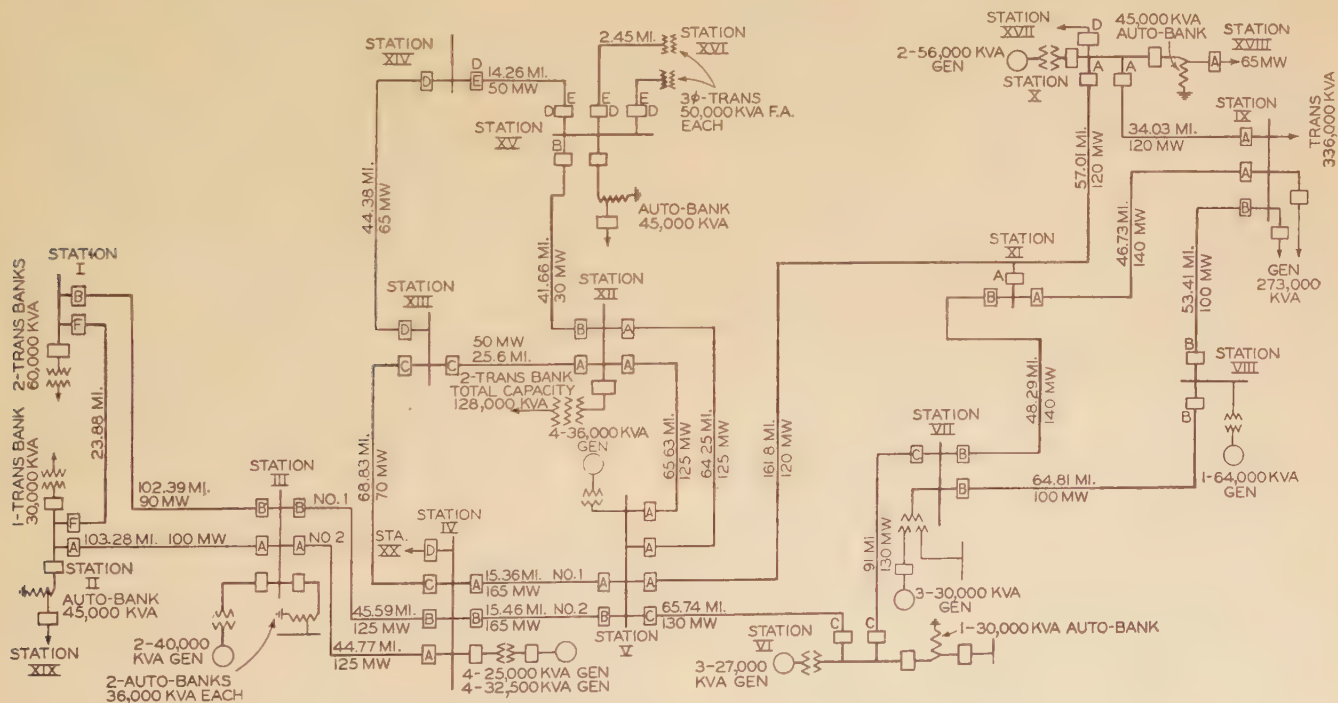 STATION
XIV
D
D
E
14.26 MI.
50 MW
2.45 MI.
STATION
XVI
3φ-TRANS
50,000 KVA F.A.
EACH
E
D
E
D
E
D
STATION
XV
B
AUTO-BANK
45,000 KVA
44.38 MI.
65 MW
41.66 MI.
30 MW
STATION
XVII
D
2-56,000 KVA
GEN
STATION
X
A
A
45,000 KVA
AUTO-BANK
STATION
XVIII
A
65 MW
STATION
IX
34.03 MI.
120 MW
A
TRANS
336,000 KVA
57.01 MI.
120 MW
A
B
46.73 MI.
140 MW
GEN
273,000
KVA
53.41 MI.
100 MW
STATION
XI
A
B
A
STATION
I
B
F
2-TRANS BANKS
60,000 KVA
23.88 MI.
1-TRANS BANK
30,000 KVA
F
A
STATION
II
AUTO-BANK
45,000 KVA
STATION
XIX
102.39 MI.
90 MW
103.28 MI. 100 MW
STATION
III
B
B
NO. 1
A
A
NO 2
2-40,000
KVA GEN
2-AUTO-BANKS
36,000 KVA EACH
STATION
XIII
D
C
C
50 MW
25.6 MI.
STATION
XII
B
A
A
A
2-TRANS BANK
TOTAL CAPACITY
128,000 KVA
4-36,000 KVA
GEN
68.83 MI.
70 MW
65.63 MI.
125 MW
64.25 MI.
125 MW
161.8 MI.
120 MW
STA.
XX
D
STATION
IV
C
A
15.36 MI. NO.1
165 MW
A
A
A
A
45.59 MI.
125 MW
B
B
15.46 MI. NO.2
165 MW
B
C
STATION
V
65.74 MI.
130 MW
44.77 MI.
125 MW
A
4-25,000 KVA GEN
4-32,500 KVA GEN
STATION
VI
3-27,000
KVA GEN
C
C
1-30,000 KVA AUTO-BANK
91 MI.
130 MW
STATION
VII
C
B
B
48.29 MI.
140 MW
64.81 MI.
100 MW
3-30,000 KVA
GEN
B
STATION
VIII
B
1-64,000 KVA
GEN